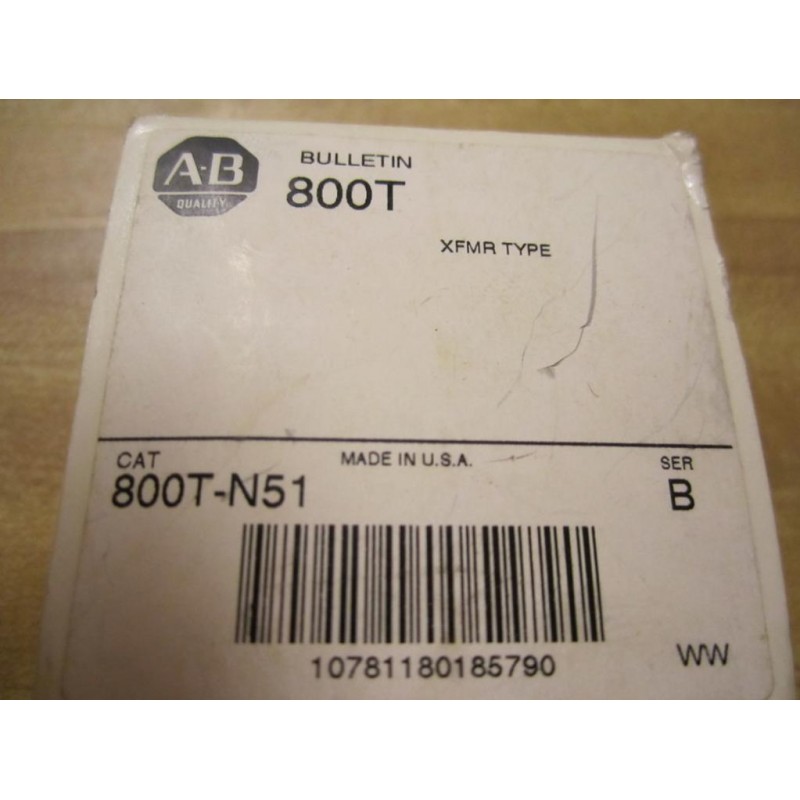 A-B
QUALITY
BULLETIN
800T
XFMR TYPE
CAT
MADE IN U.S.A.
SER
800T-N51
B
10781180185790
WW